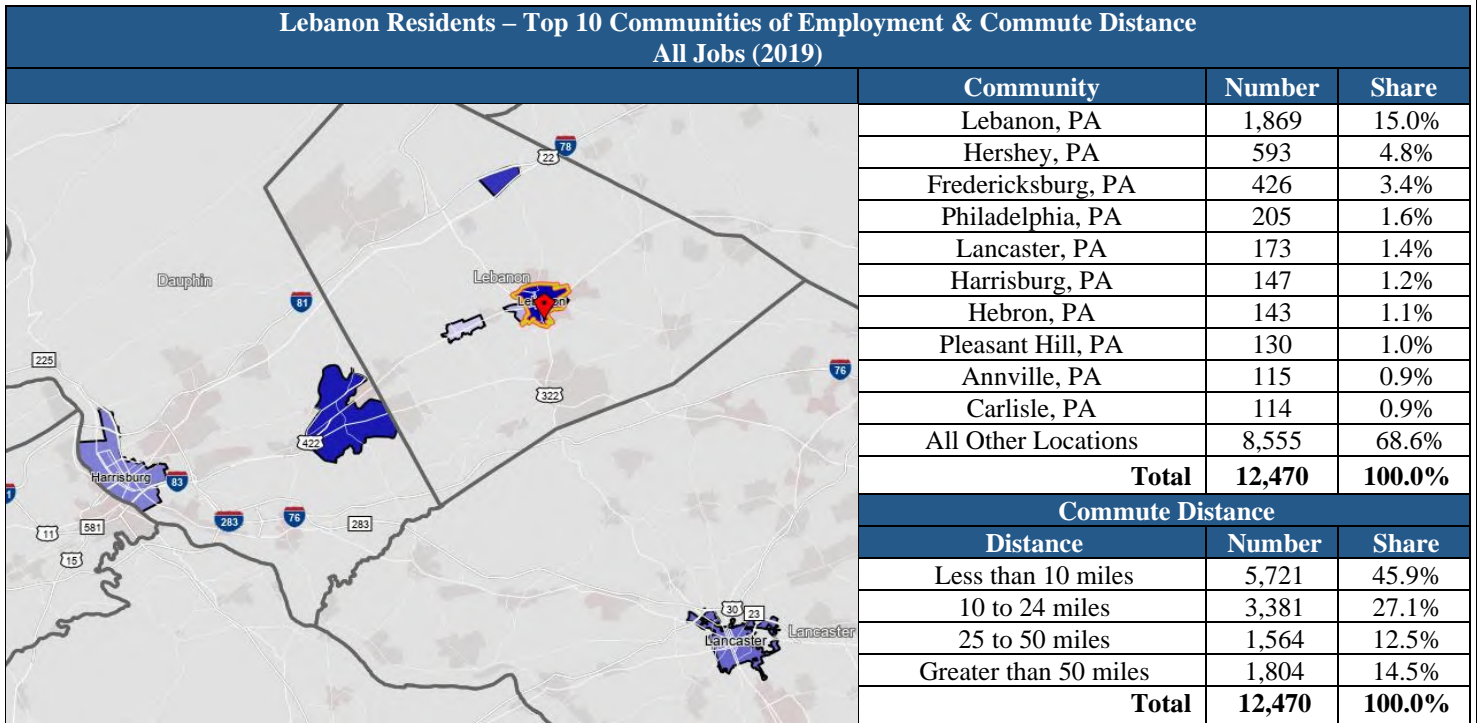 Lebanon Residents – Top 10 Communities of Employment & Commute Distance
All Jobs (2019)
Community Number Share
Lebanon, PA 1,869 15.0%
Hershey, PA 593 4.8%
Fredericksburg, PA 426 3.4%
Philadelphia, PA 205 1.6%
Lancaster, PA 173 1.4%
Harrisburg, PA 147 1.2%
Hebron, PA 143 1.1%
Pleasant Hill, PA 130 1.0%
Annville, PA 115 0.9%
Carlisle, PA 114 0.9%
All Other Locations 8,555 68.6%
Total 12,470 100.0%
Commute Distance
Distance Number Share
Less than 10 miles 5,721 45.9%
10 to 24 miles 3,381 27.1%
25 to 50 miles 1,564 12.5%
Greater than 50 miles 1,804 14.5%
Total 12,470 100.0%
78
22
Dauphin
Lebanon
81
225
76
322
422
Harrisburg
83
283
76
283
11
581
15
30
23
Lancaster
Lancaster